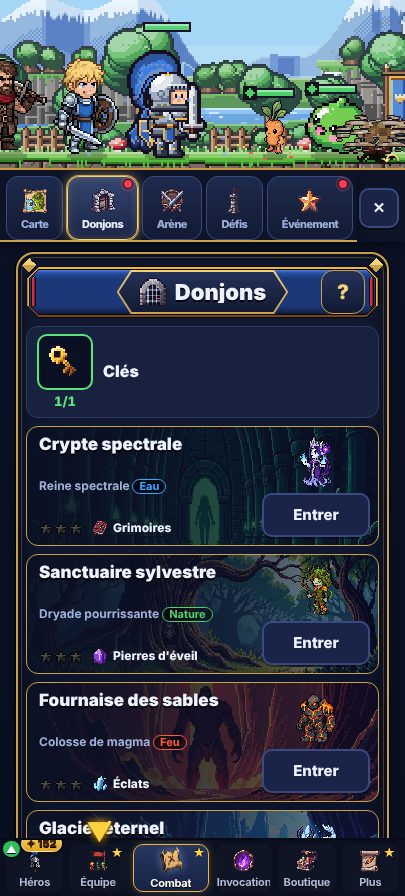 Carte
Donjons
Arène
Défis
Événement
×
Donjons
?
Clés
1/1
Crypte spectrale
Reine spectrale Eau
Grimoires
Entrer
Sanctuaire sylvestre
Dryade pourrissante Nature
Pierres d'éveil
Entrer
Fournaise des sables
Colosse de magma Feu
Éclats
Entrer
éternel
Héros
Équipe
Combat
Invocation
Boutique
Plus